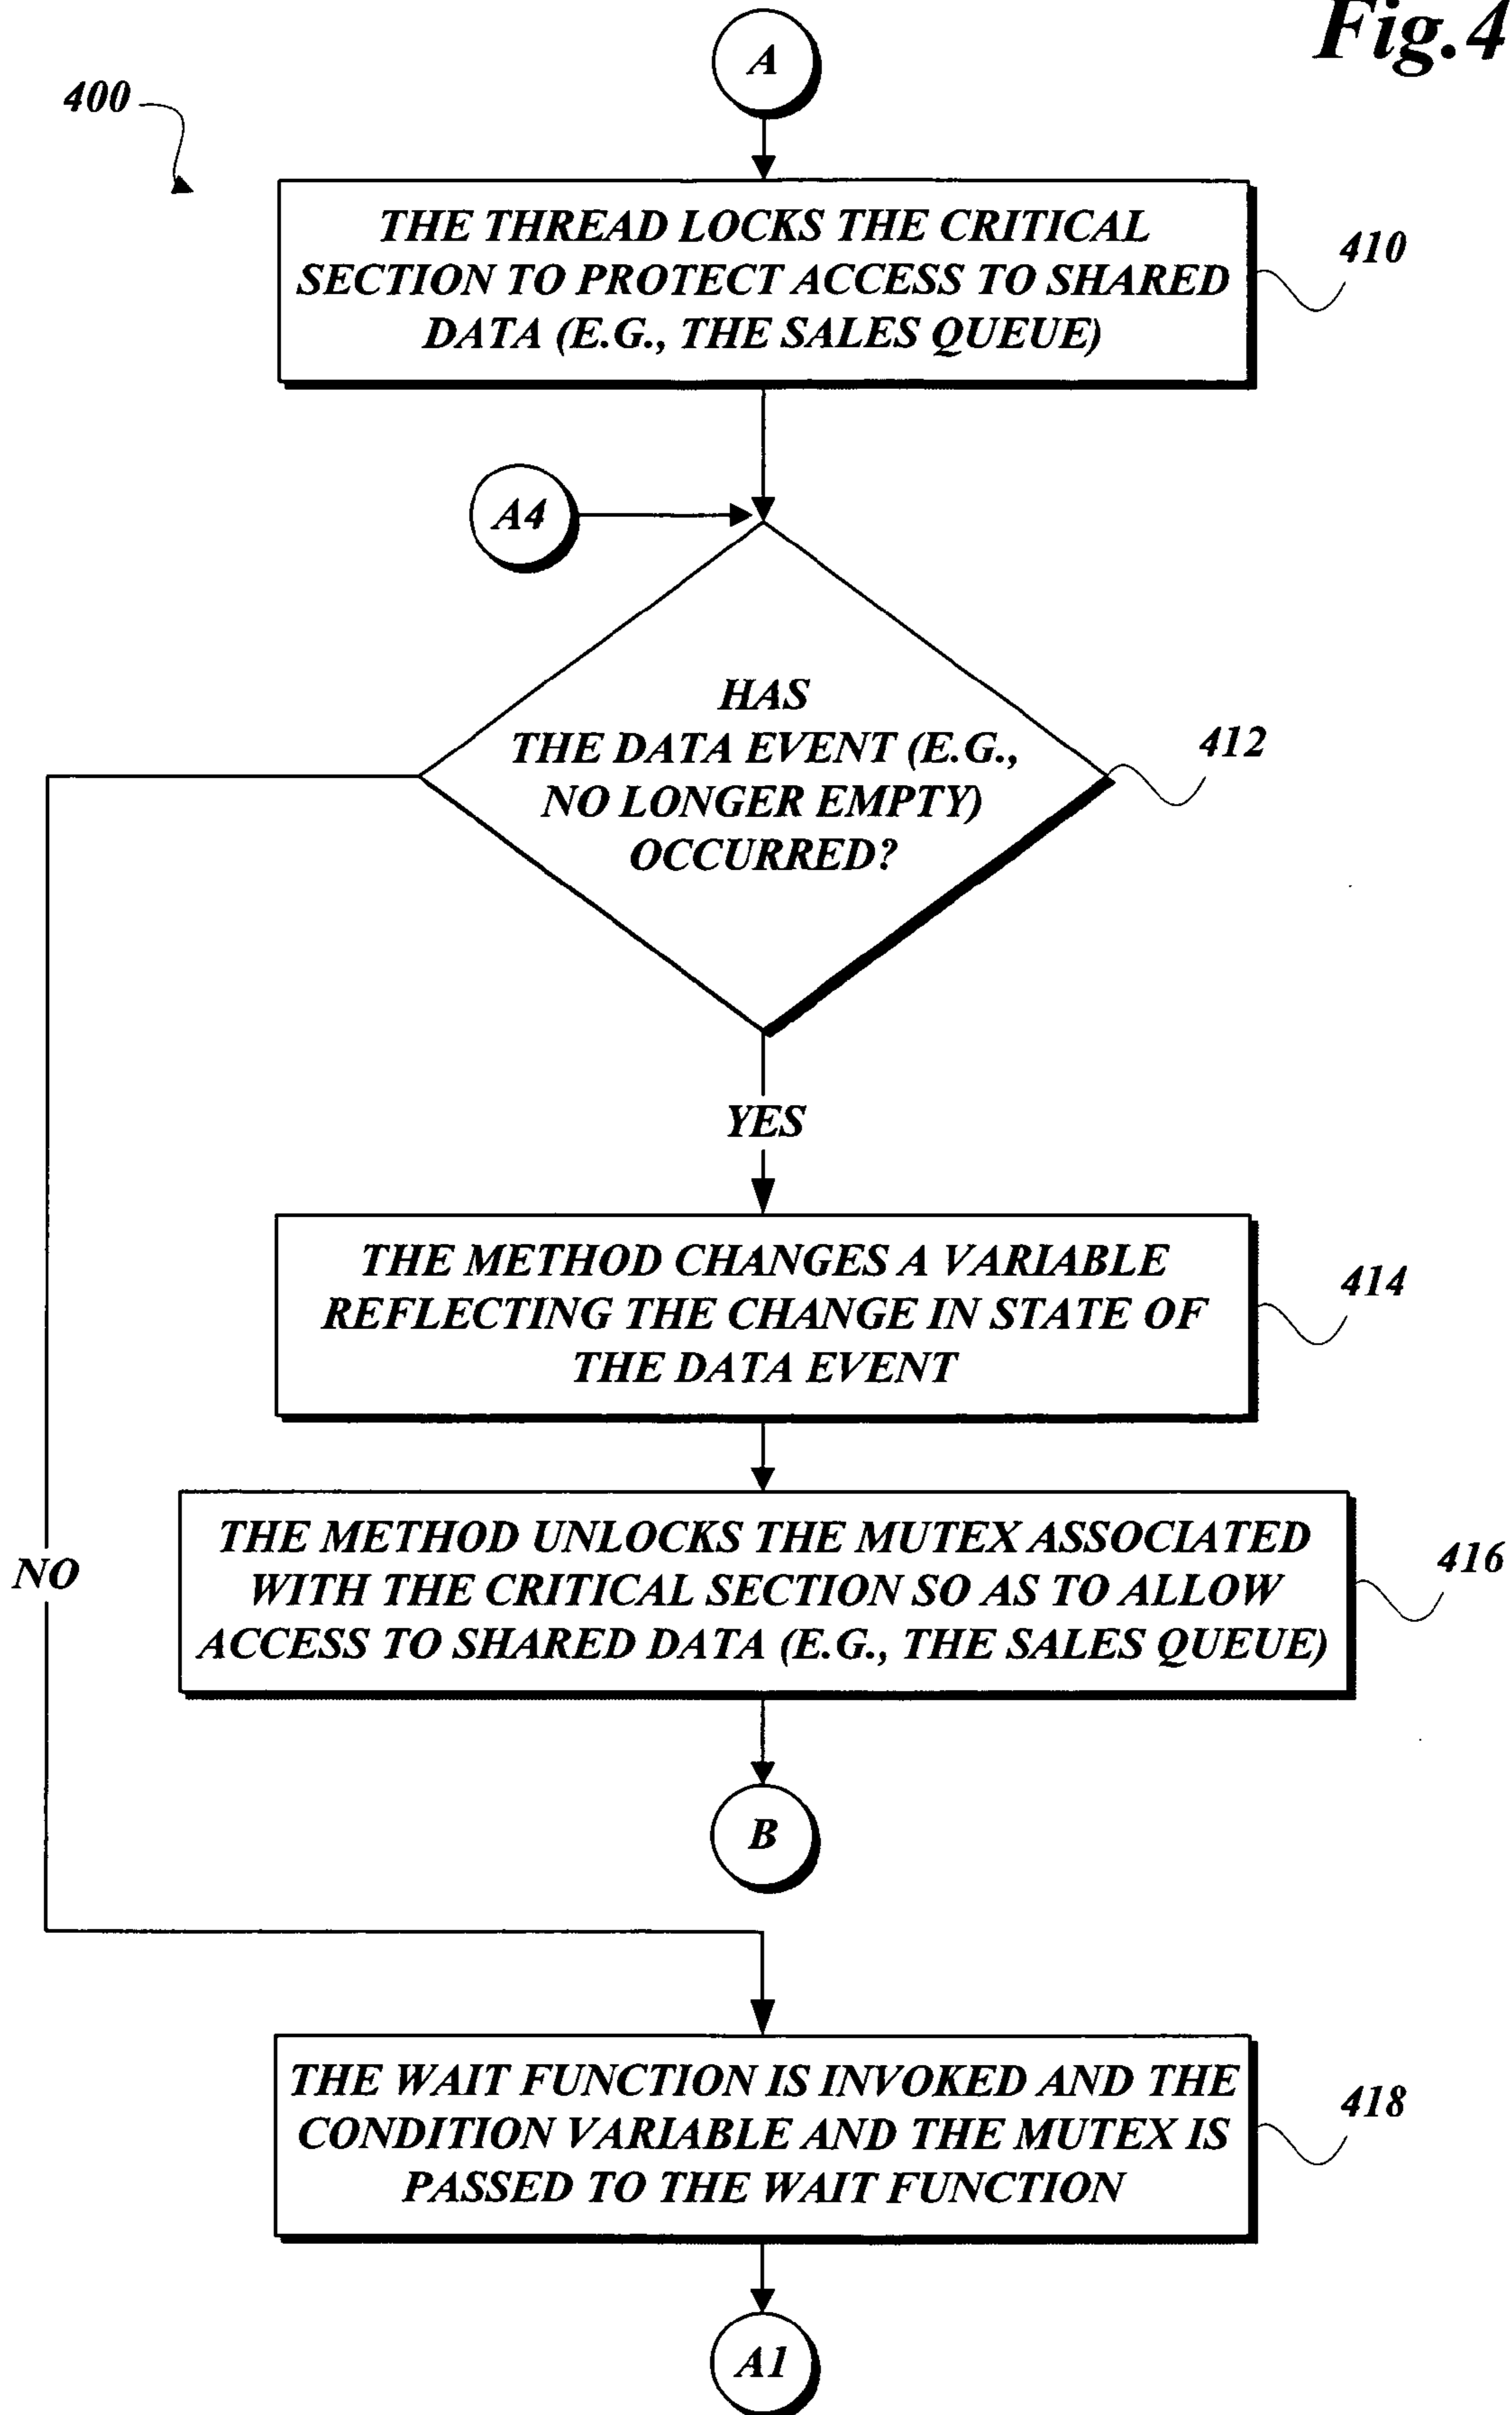 Fig.4
A
400
THE THREAD LOCKS THE CRITICAL
SECTION TO PROTECT ACCESS TO SHARED
DATA (E.G., THE SALES QUEUE)
410
A4
HAS
THE DATA EVENT (E.G.,
NO LONGER EMPTY)
OCCURRED?
412
YES
THE METHOD CHANGES A VARIABLE
REFLECTING THE CHANGE IN STATE OF
THE DATA EVENT
414
THE METHOD UNLOCKS THE MUTEX ASSOCIATED
WITH THE CRITICAL SECTION SO AS TO ALLOW
ACCESS TO SHARED DATA (E.G., THE SALES QUEUE)
416
NO
B
THE WAIT FUNCTION IS INVOKED AND THE
CONDITION VARIABLE AND THE MUTEX IS
PASSED TO THE WAIT FUNCTION
418
A1